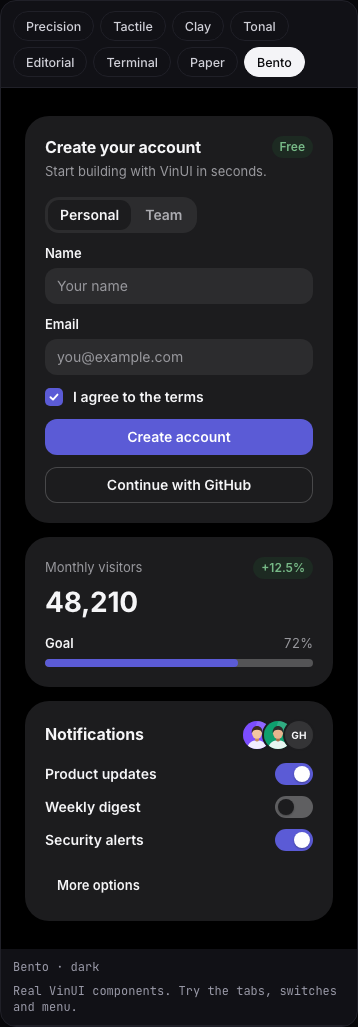 Precision Tactile Clay Tonal
Editorial Terminal Paper Bento
Create your account Free
Start building with VinUI in seconds.
Personal Team
Name
Your name
Email
you@example.com
I agree to the terms
Create account
Continue with GitHub
Monthly visitors +12.5%
48,210
Goal 72%
Notifications GH
Product updates
Weekly digest
Security alerts
More options
Bento · dark
Real VinUI components. Try the tabs, switches
and menu.